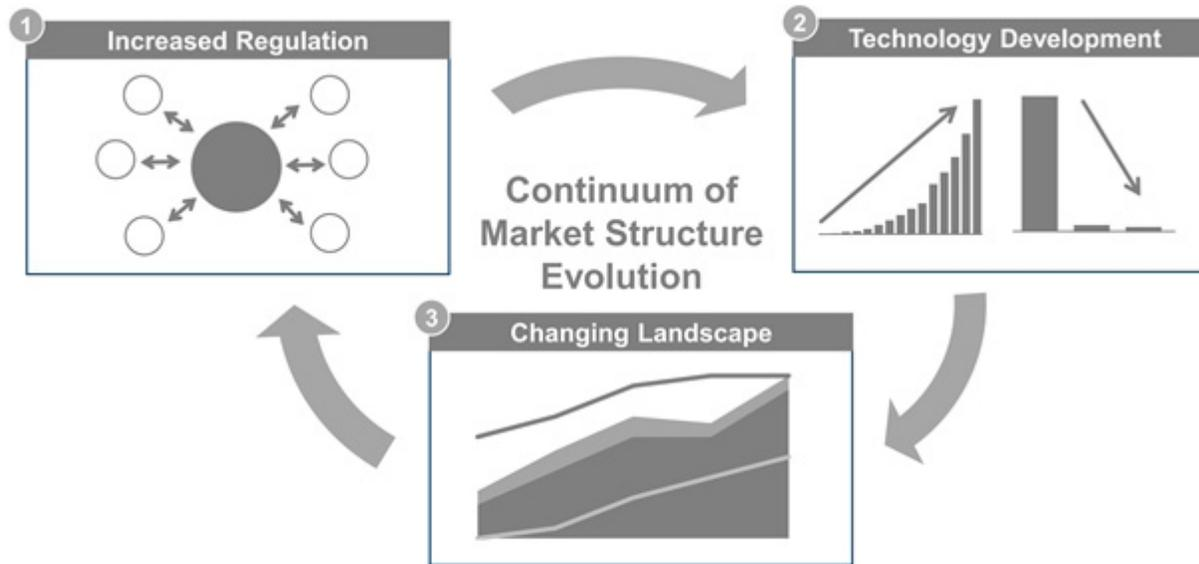 1
Increased Regulation
2
Technology Development
Continuum of
Market Structure
Evolution
3
Changing Landscape